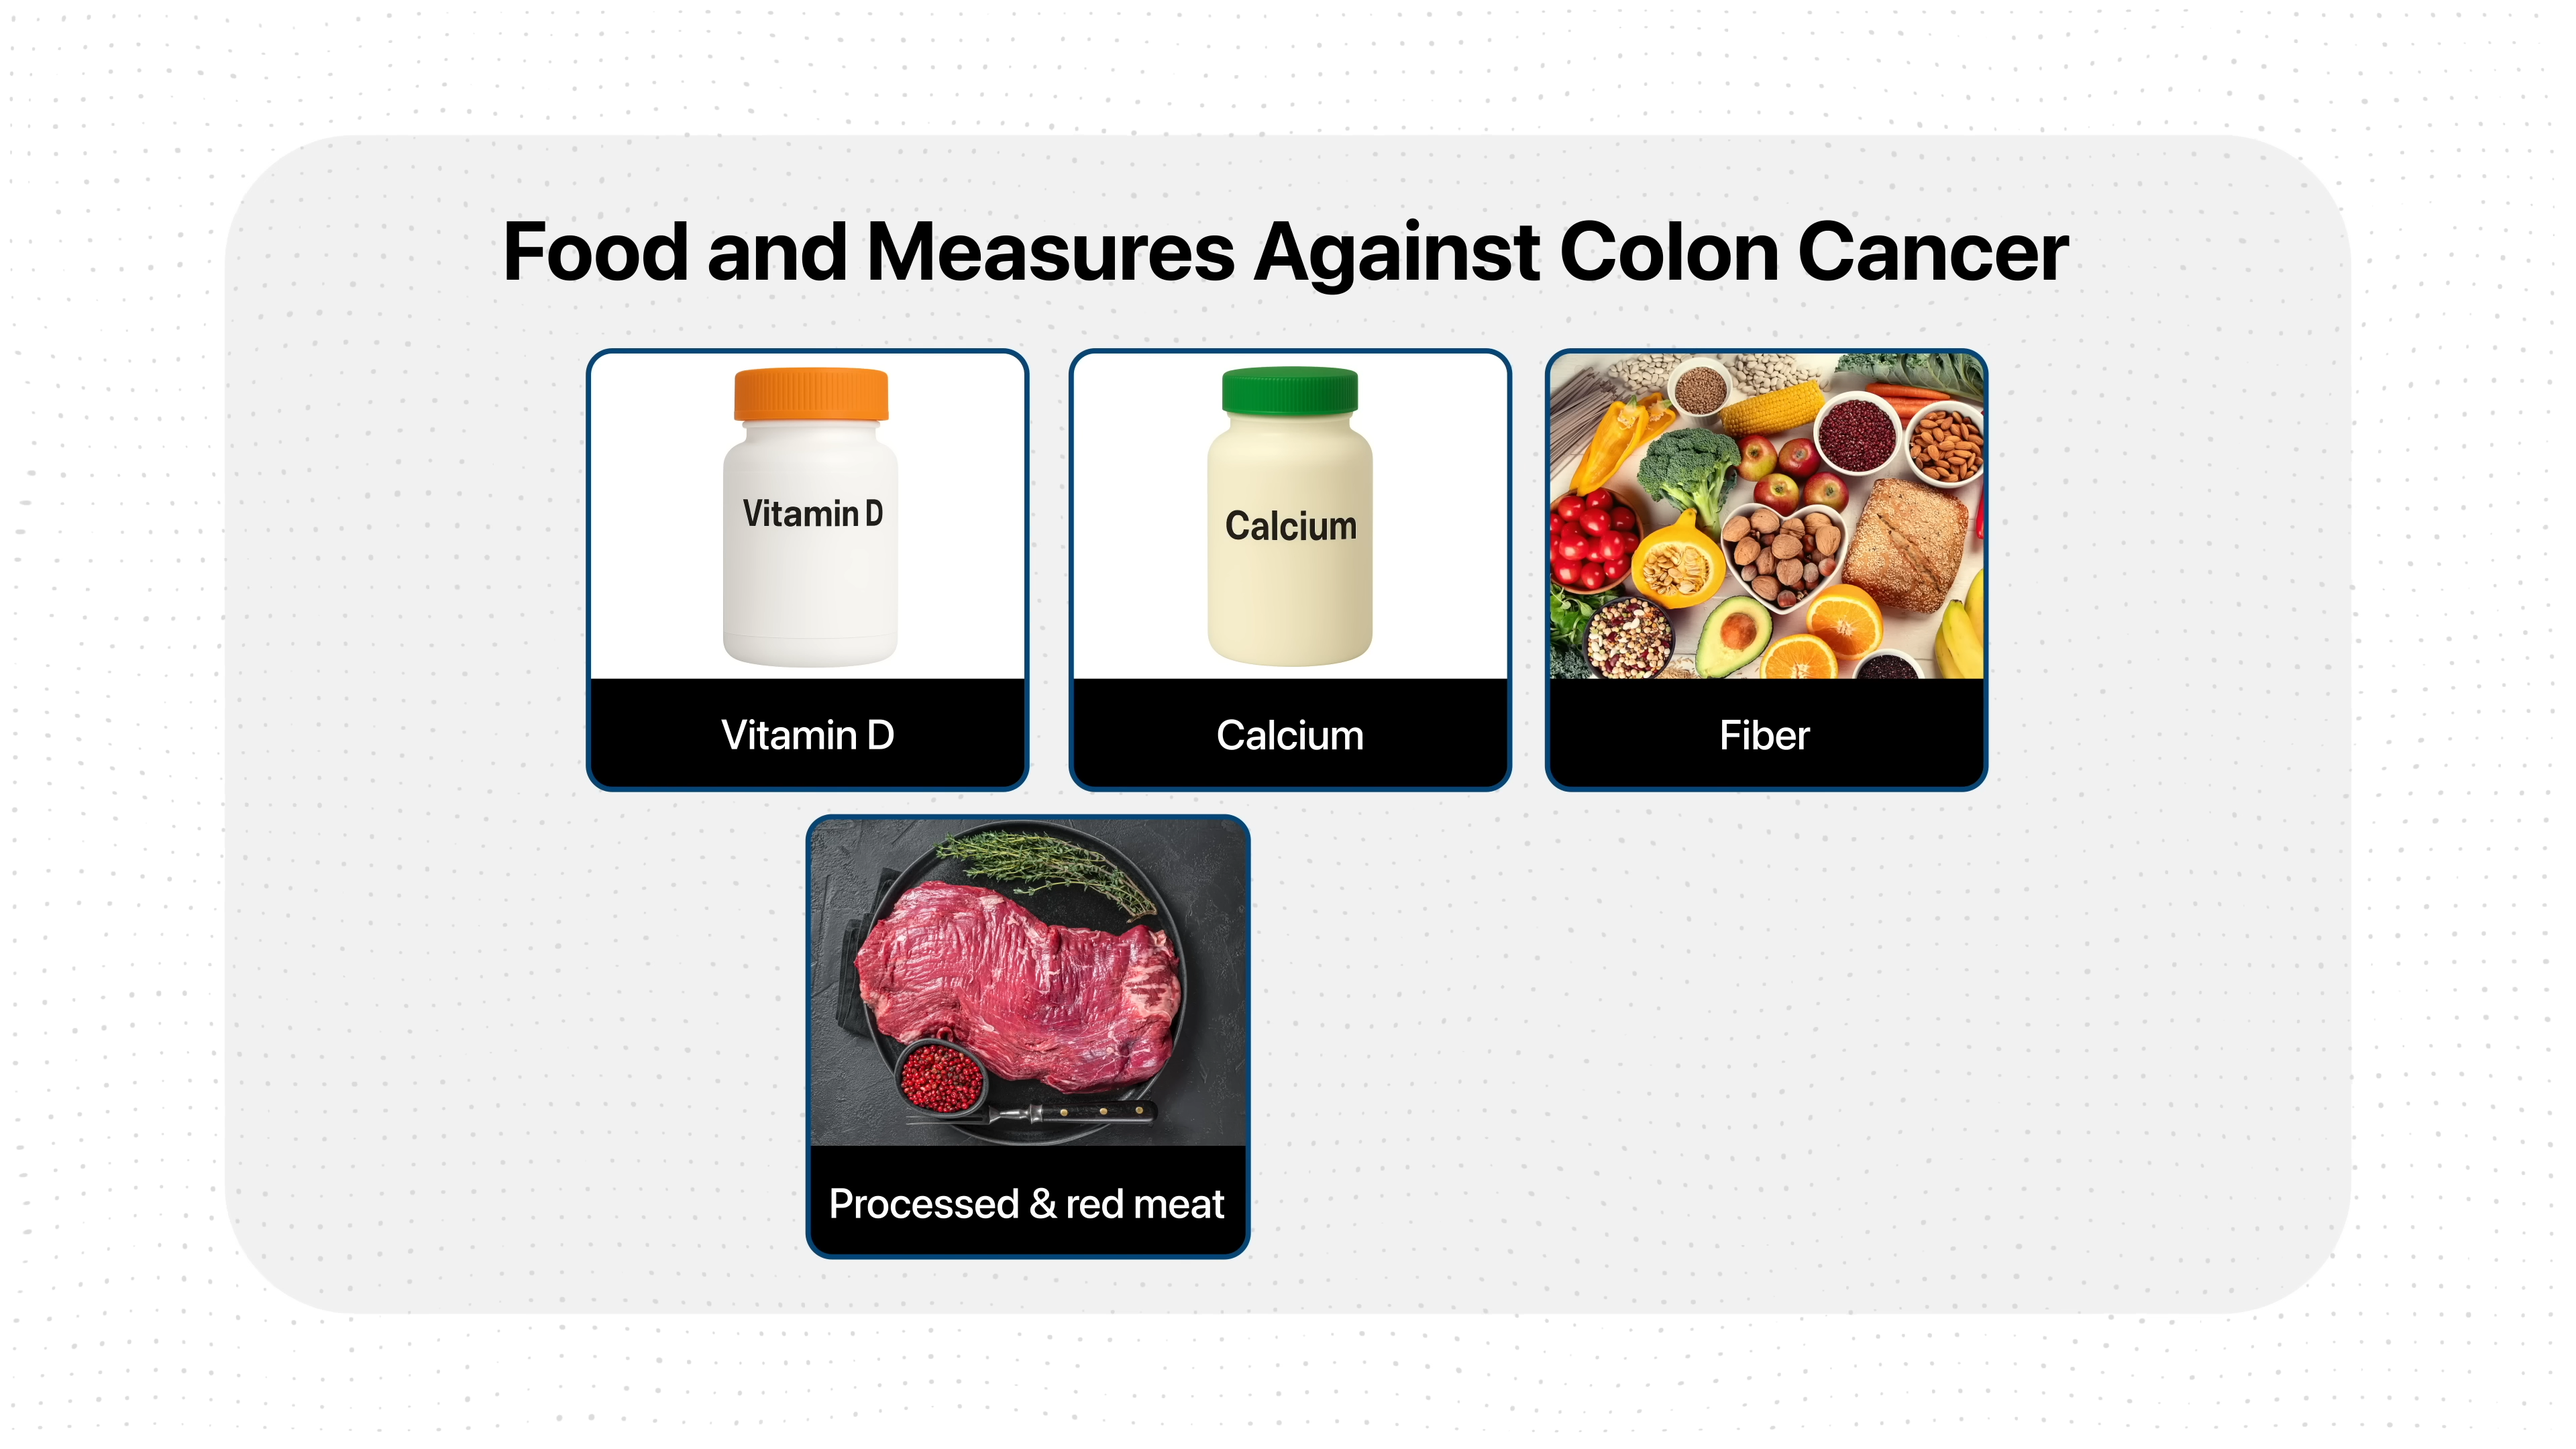 Food and Measures Against Colon Cancer
Vitamin D
Calcium
Vitamin D
Calcium
Fiber
Processed & red meat